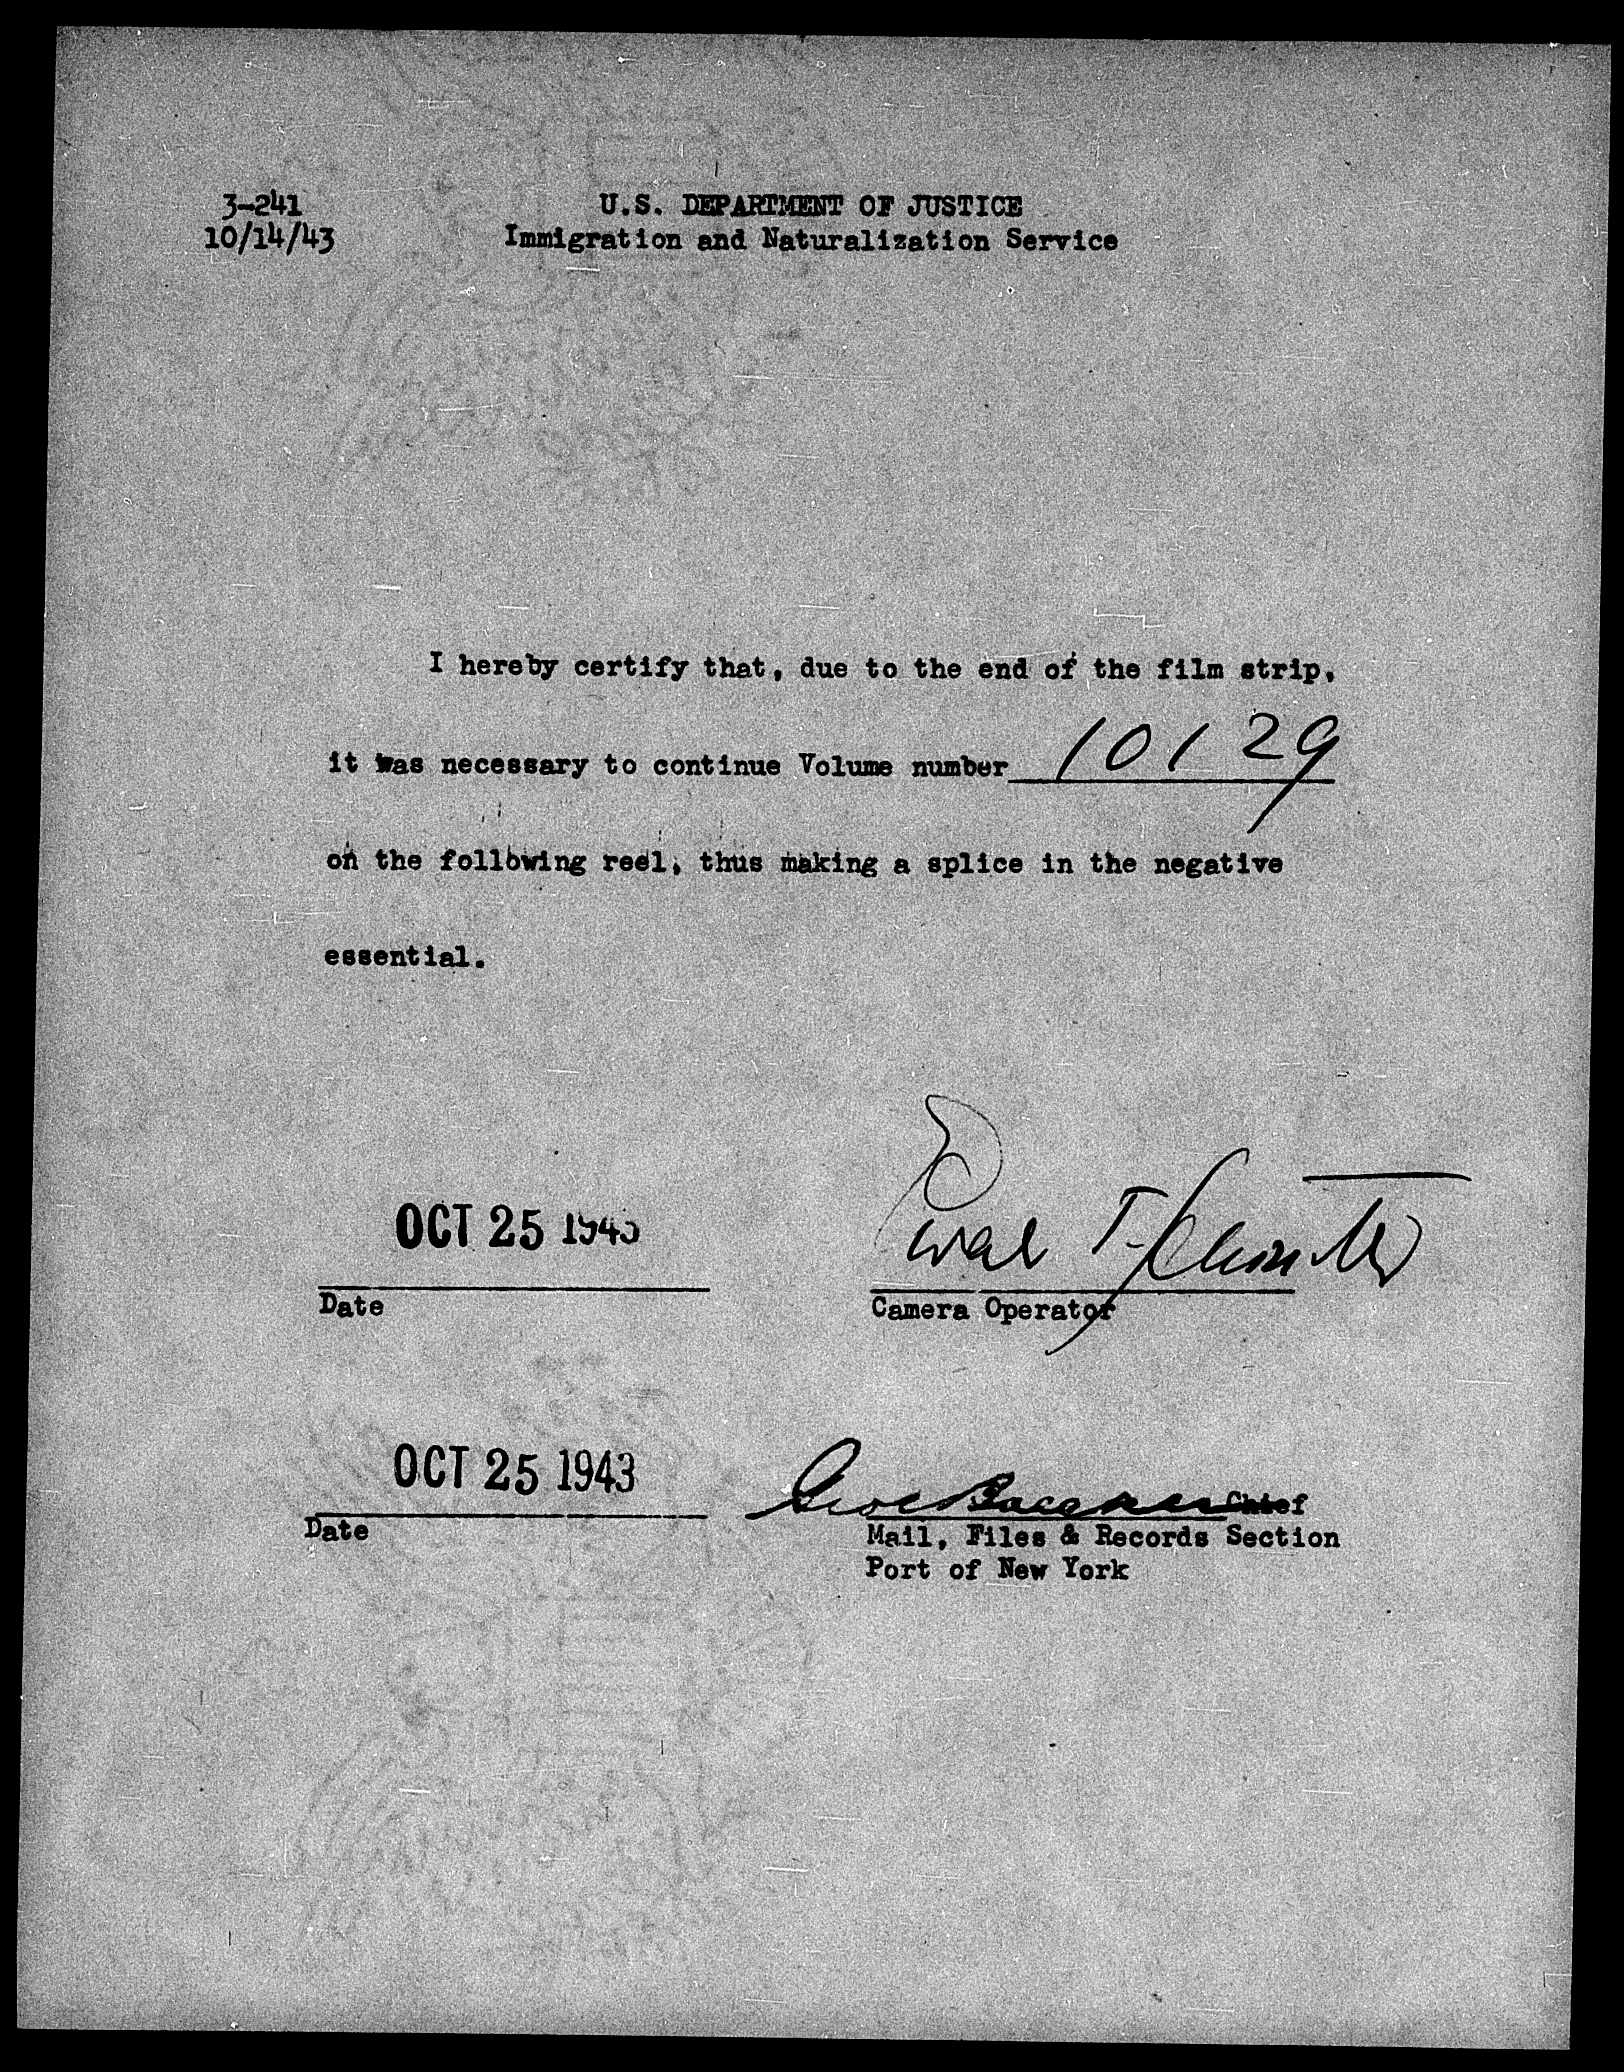 3-241
10/14/43
U.S. DEPARTMENT OF JUSTICE
Immigration and Naturalization Service
I hereby certify that, due to the end of the film strip,
it was necessary to continue Volume number 10129
on the following reel, thus making a splice in the negative
essential.
OCT 25 1943
Date
T.
Camera Operator
OCT 25 1943
Date
Chief
Mail, Files & Records Section
Port of New York